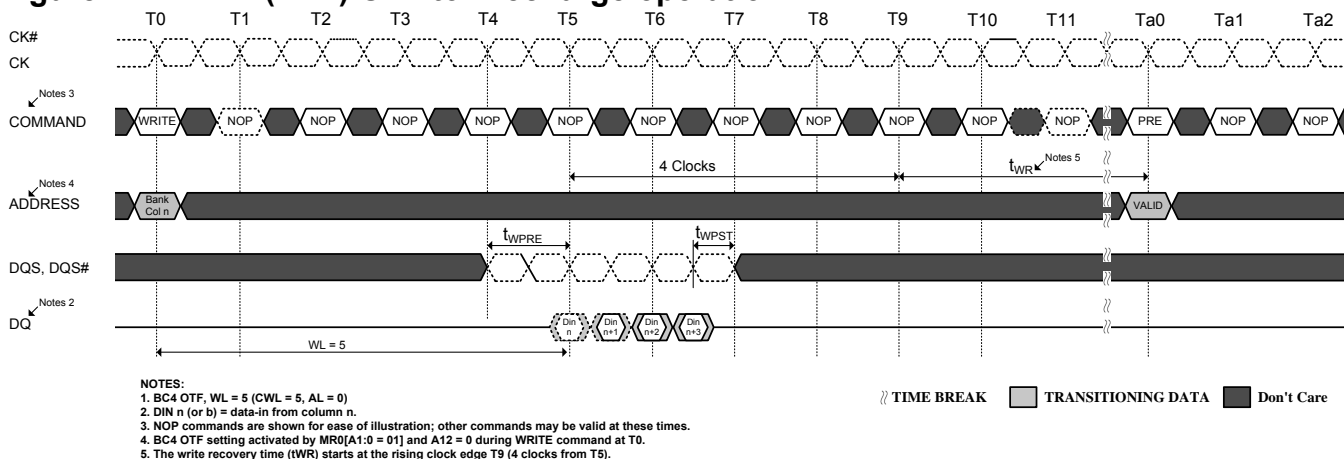 T0 T1 T2 T3 T4 T5 T6 T7 T8 T9 T10 T11 Ta0 Ta1 Ta2
CK#
CK
Notes 3
COMMAND WRITE NOP NOP NOP NOP NOP NOP NOP NOP NOP NOP NOP PRE NOP NOP
4 Clocks tWR Notes 5
Notes 4
ADDRESS Bank Col n VALID
tWPRE tWPST
DQS, DQS#
Notes 2
DQ Din n Din n+1 Din n+2 Din n+3
WL = 5
NOTES:
1. BC4 OTF, WL = 5 (CWL = 5, AL = 0)
2. DIN n (or b) = data-in from column n.
3. NOP commands are shown for ease of illustration; other commands may be valid at these times.
4. BC4 OTF setting activated by MR0[A1:0 = 01] and A12 = 0 during WRITE command at T0.
5. The write recovery time (tWR) starts at the rising clock edge T9 (4 clocks from T5).
TIME BREAK TRANSITIONING DATA Don't Care